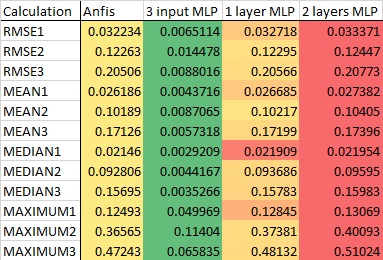 Calculation Anfis 3 input MLP 1 layer MLP 2 layers MLP
RMSE1 0.032234 0.0065114 0.032718 0.033371
RMSE2 0.12263 0.014478 0.12295 0.12447
RMSE3 0.20506 0.0088016 0.20566 0.20773
MEAN1 0.026186 0.0043716 0.026685 0.027382
MEAN2 0.10189 0.0087065 0.10217 0.10405
MEAN3 0.17126 0.0057318 0.17199 0.17396
MEDIAN1 0.02146 0.0029209 0.021909 0.021954
MEDIAN2 0.092806 0.0044167 0.093686 0.09595
MEDIAN3 0.15695 0.0035266 0.15783 0.15983
MAXIMUM1 0.12493 0.049969 0.12845 0.13069
MAXIMUM2 0.36565 0.11404 0.37381 0.40093
MAXIMUM3 0.47243 0.065835 0.48132 0.51024